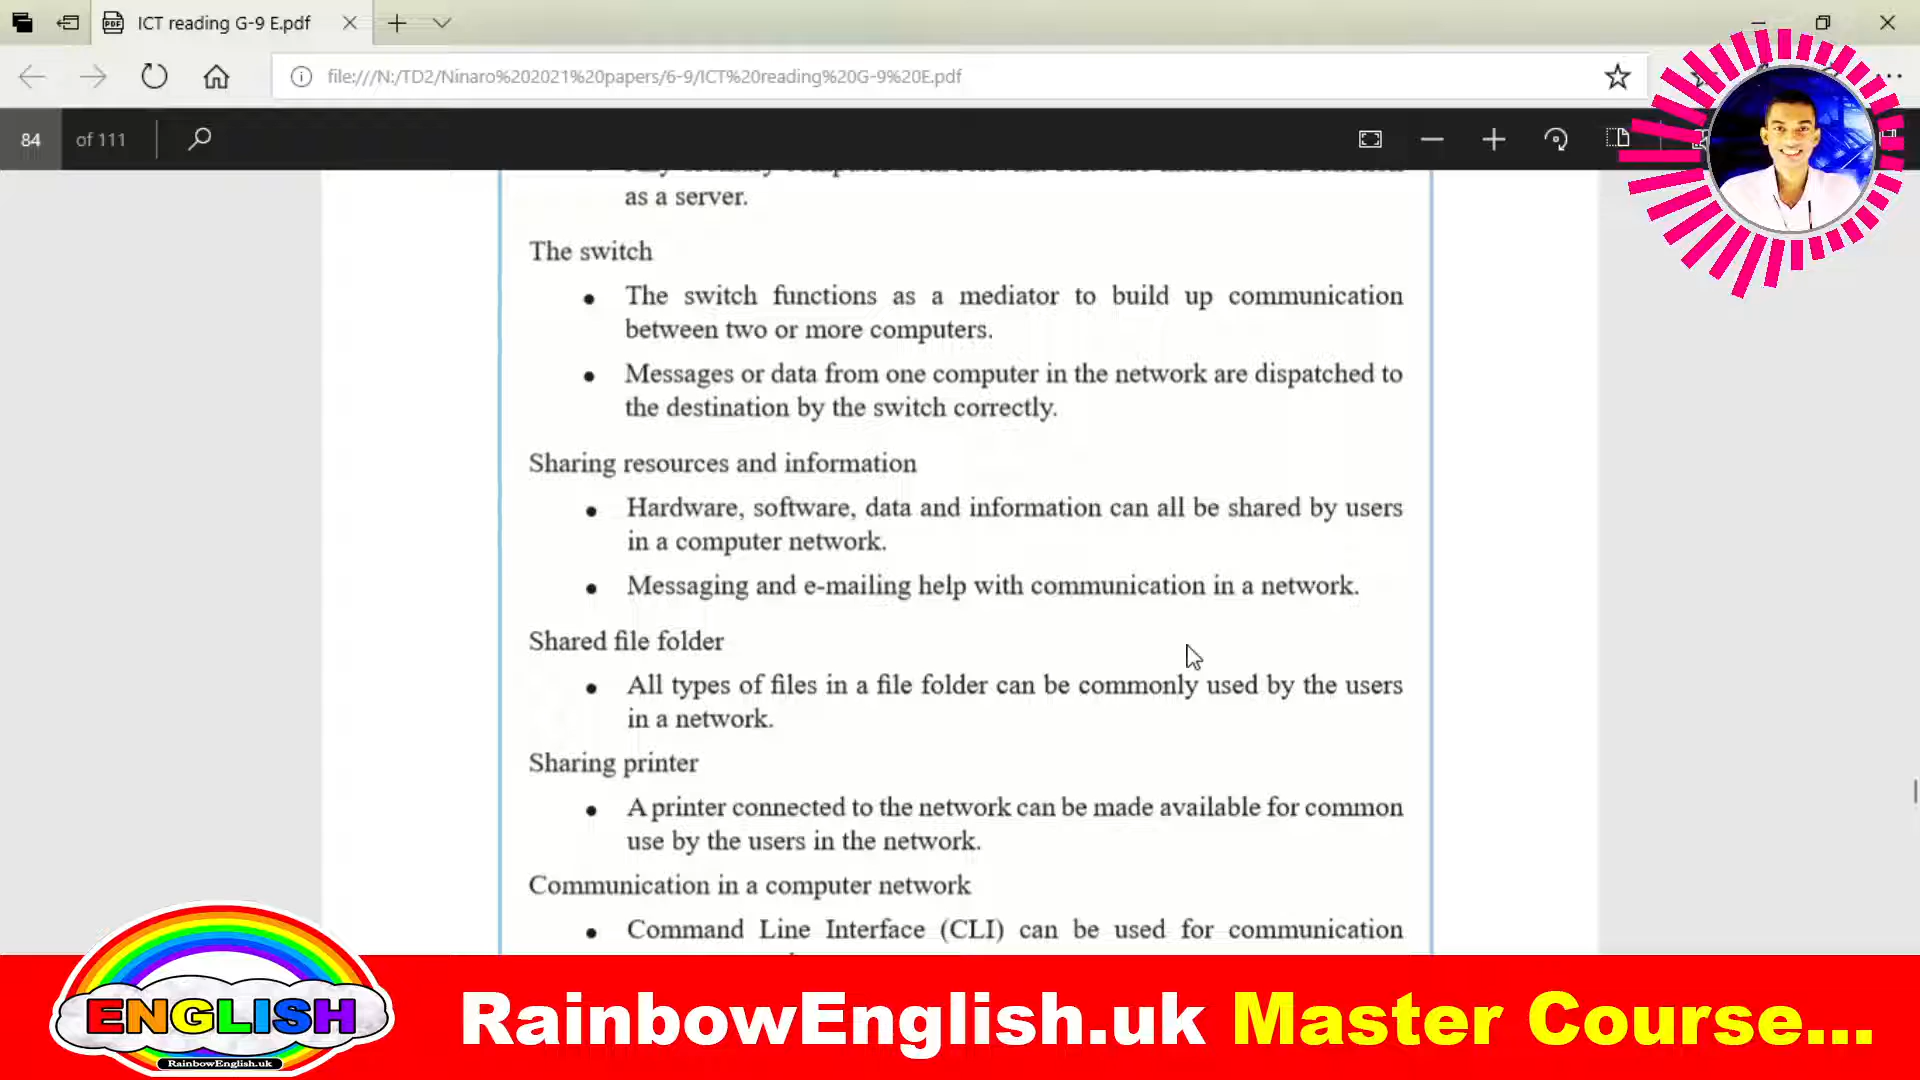 ICT reading G-9 E.pdf
file:///N:/TD2/Ninaro%202021%20papers/6-9/ICT%20reading%20G-9%20E.pdf
84 of 111
as a server.
The switch
• The switch functions as a mediator to build up communication
between two or more computers.
• Messages or data from one computer in the network are dispatched to
the destination by the switch correctly.
Sharing resources and information
• Hardware, software, data and information can all be shared by users
in a computer network.
• Messaging and e-mailing help with communication in a network.
Shared file folder
• All types of files in a file folder can be commonly used by the users
in a network.
Sharing printer
• A printer connected to the network can be made available for common
use by the users in the network.
Communication in a computer network
• Command Line Interface (CLI) can be used for communication
ENGLISH
RainbowEnglish.uk
RainbowEnglish.uk Master Course...